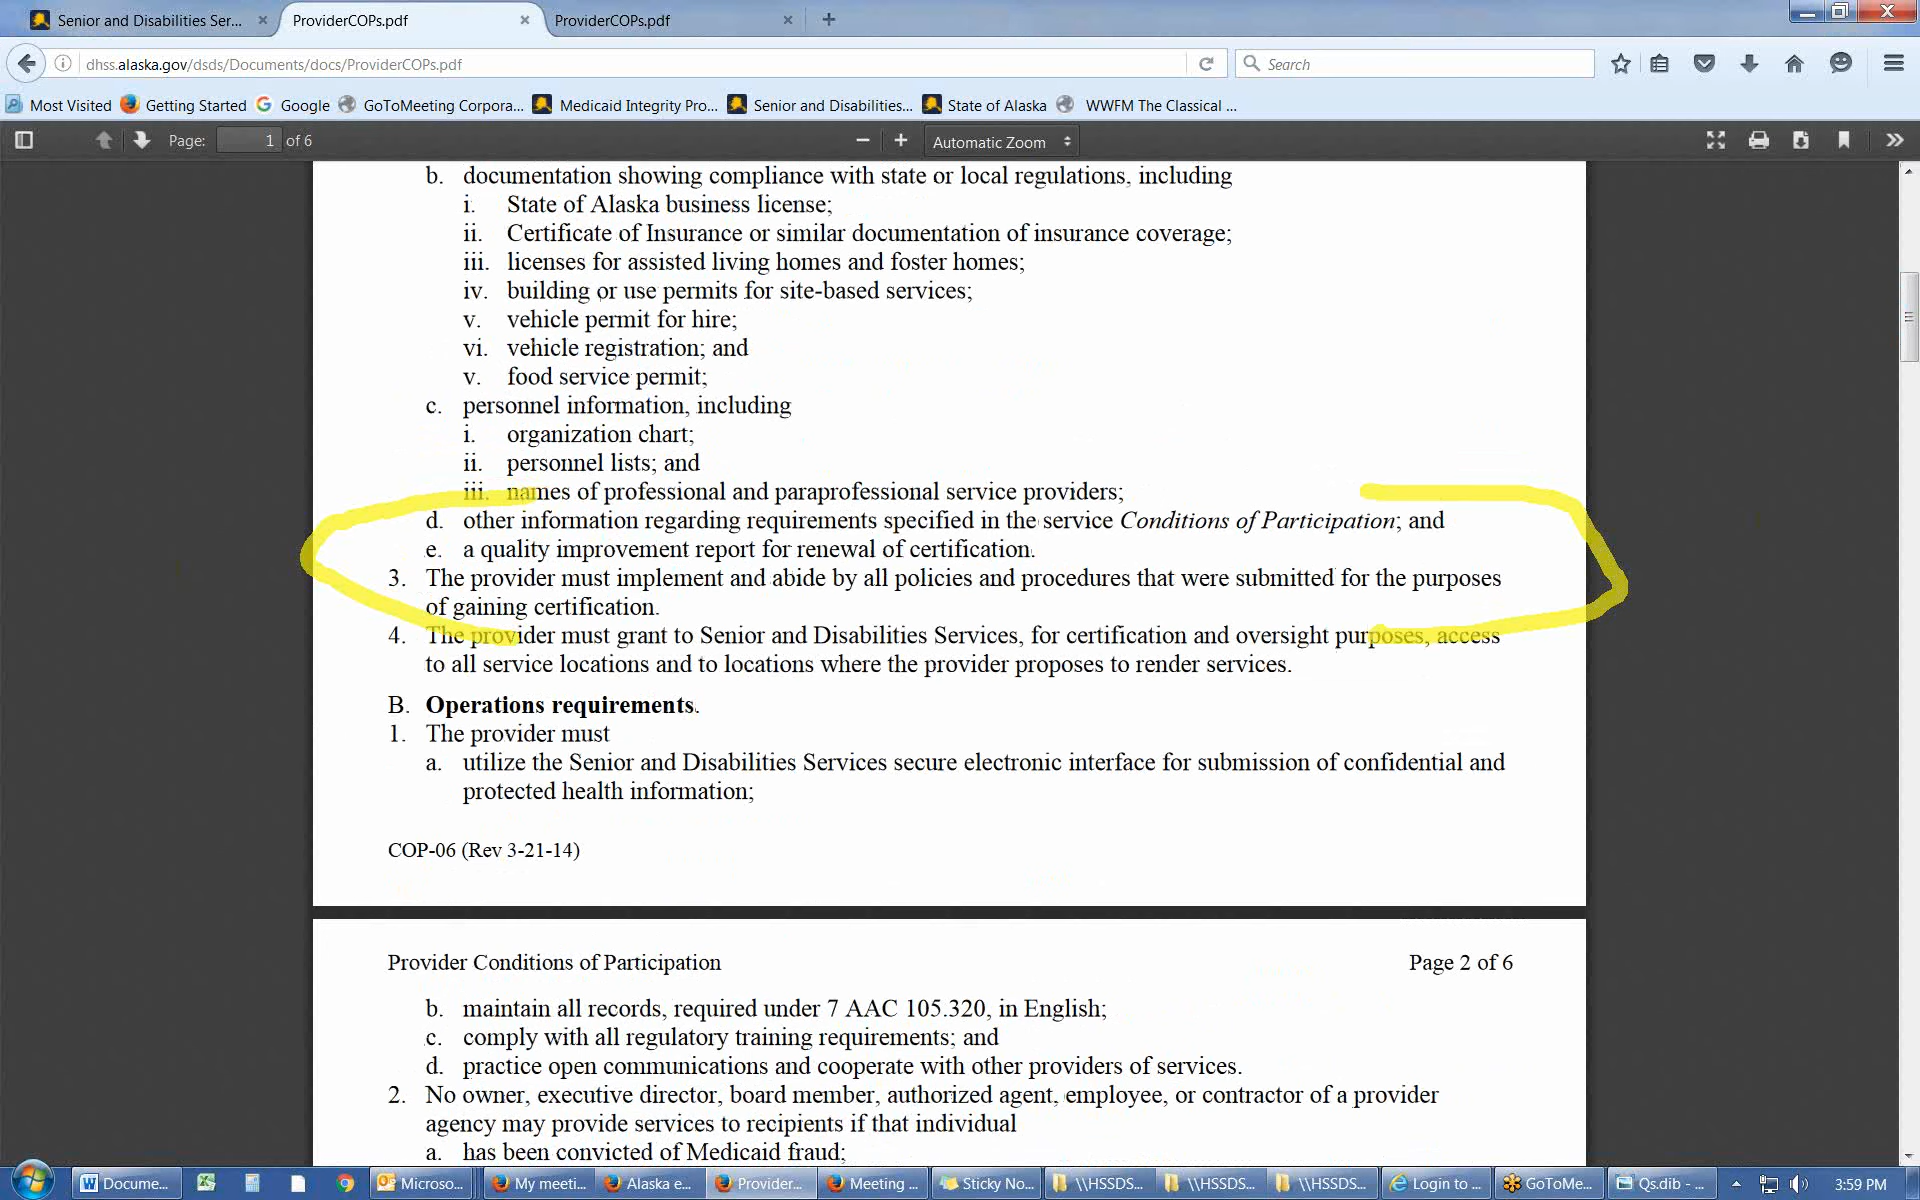 Senior and Disabilities Ser...
ProviderCOPs.pdf
ProviderCOPs.pdf
dhss.alaska.gov/dsds/Documents/docs/ProviderCOPs.pdf
Search
Most Visited
Getting Started
Google
GoToMeeting Corpora...
Medicaid Integrity Pro...
Senior and Disabilities...
State of Alaska
WWFM The Classical ...
Page: 1 of 6
Automatic Zoom
b. documentation showing compliance with state or local regulations, including
i. State of Alaska business license;
ii. Certificate of Insurance or similar documentation of insurance coverage;
iii. licenses for assisted living homes and foster homes;
iv. building or use permits for site-based services;
v. vehicle permit for hire;
vi. vehicle registration; and
v. food service permit;
c. personnel information, including
i. organization chart;
ii. personnel lists; and
iii. names of professional and paraprofessional service providers;
d. other information regarding requirements specified in the service Conditions of Participation; and
e. a quality improvement report for renewal of certification.
3. The provider must implement and abide by all policies and procedures that were submitted for the purposes
of gaining certification.
4. The provider must grant to Senior and Disabilities Services, for certification and oversight purposes, access
to all service locations and to locations where the provider proposes to render services.
B. Operations requirements.
1. The provider must
a. utilize the Senior and Disabilities Services secure electronic interface for submission of confidential and
protected health information;
COP-06 (Rev 3-21-14)
Provider Conditions of Participation Page 2 of 6
b. maintain all records, required under 7 AAC 105.320, in English;
c. comply with all regulatory training requirements; and
d. practice open communications and cooperate with other providers of services.
2. No owner, executive director, board member, authorized agent, employee, or contractor of a provider
agency may provide services to recipients if that individual
a. has been convicted of Medicaid fraud;
Docume...
Microso...
My meeti...
Alaska e...
Provider...
Meeting ...
Sticky No...
\\HSSDS...
\\HSSDS...
\\HSSDS...
Login to ...
GoToMe...
Qs.dib - ...
3:59 PM